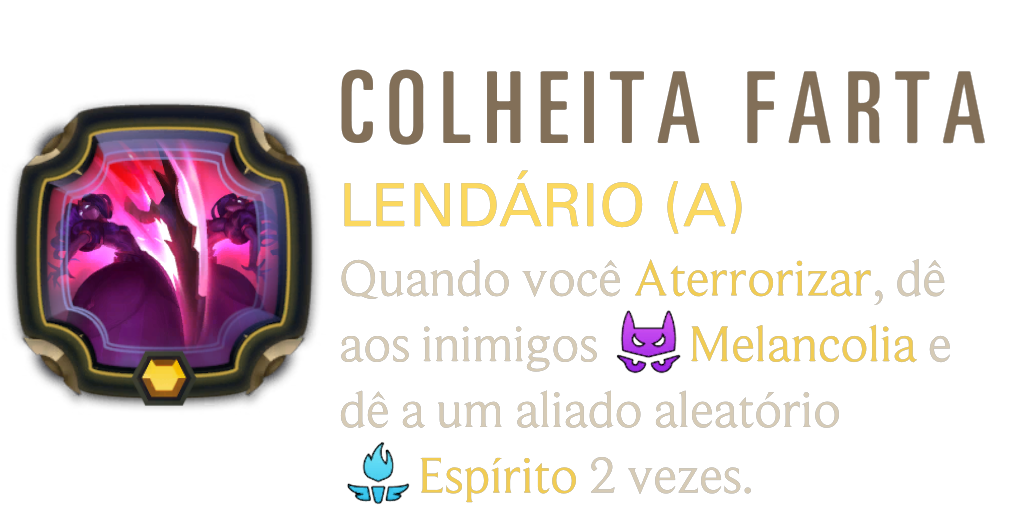 COLHEITA FARTA
LENDÁRIO (A)
Quando você Aterrorizar, dê
aos inimigos Melancolia e
dê a um aliado aleatório
Espírito 2 vezes.